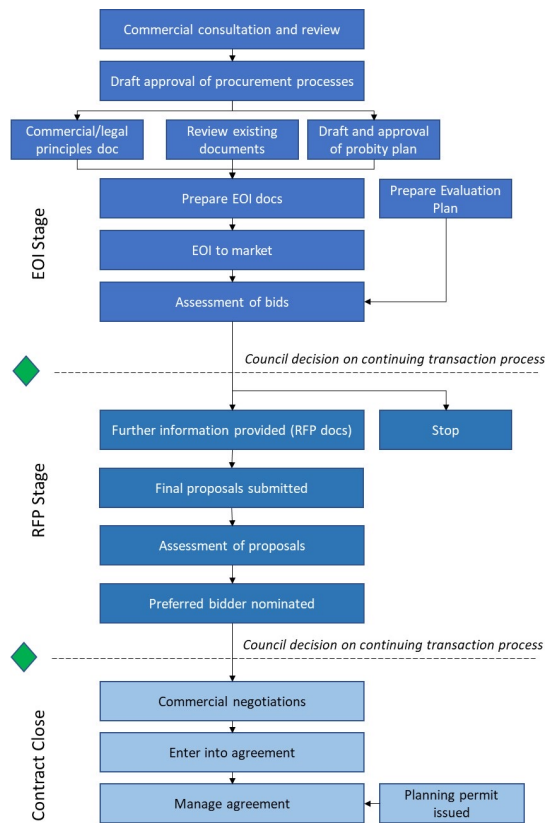 Commercial consultation and review
Draft approval of procurement processes
Commercial/legal
principles doc
Review existing
documents
Draft and approval
of probity plan
EOI Stage
Prepare EOI docs
Prepare Evaluation
Plan
EOI to market
Assessment of bids
Council decision on continuing transaction process
RFP Stage
Further information provided (RFP docs)
Stop
Final proposals submitted
Assessment of proposals
Preferred bidder nominated
Council decision on continuing transaction process
Contract Close
Commercial negotiations
Enter into agreement
Manage agreement
Planning permit
issued